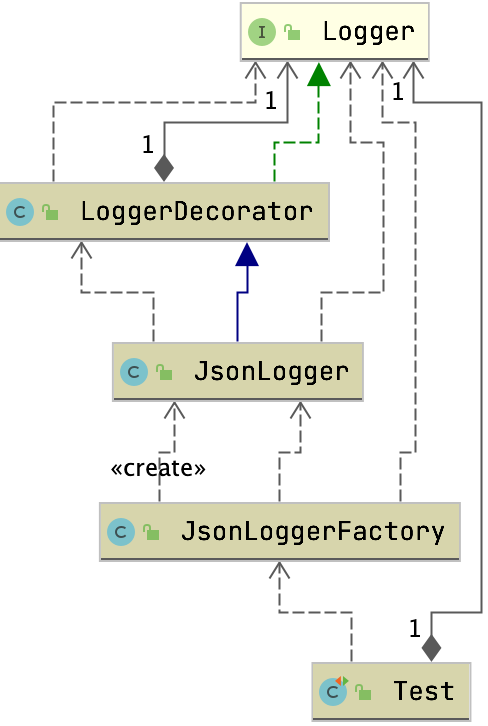 I Logger
1
1
1
C LoggerDecorator
C JsonLogger
«create»
C JsonLoggerFactory
1
C Test